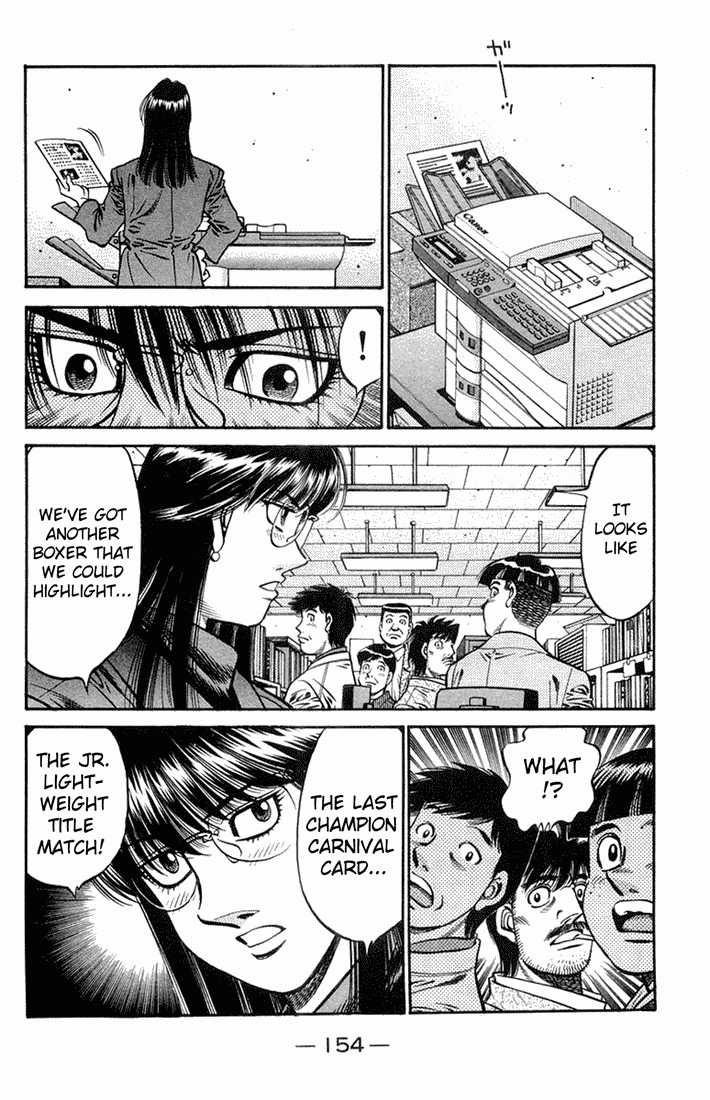 ガッ
Canon
!
IT
LOOKS
LIKE
WE'VE GOT
ANOTHER
BOXER THAT
WE COULD
HIGHLIGHT...
WHAT
!?
THE LAST
CHAMPION
CARNIVAL
CARD...
THE JR.
LIGHT-
WEIGHT
TITLE
MATCH!
— 154 —